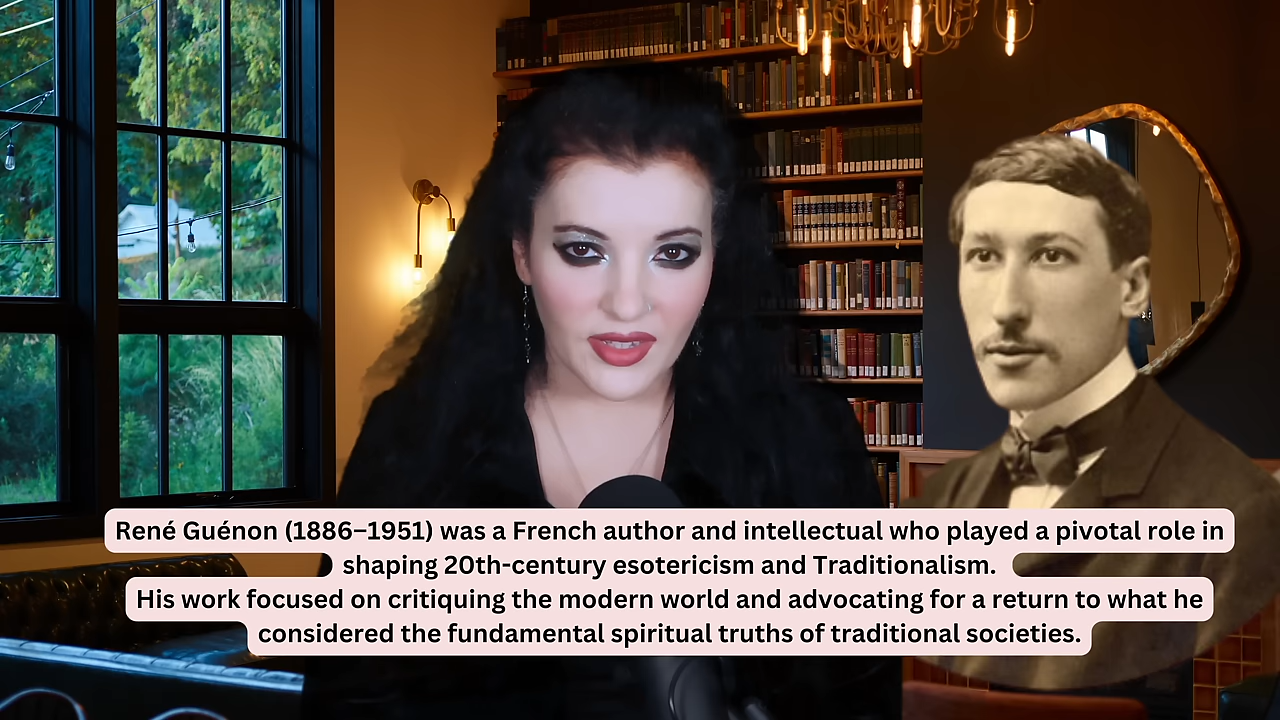 René Guénon (1886–1951) was a French author and intellectual who played a pivotal role in
shaping 20th-century esotericism and Traditionalism.
His work focused on critiquing the modern world and advocating for a return to what he
considered the fundamental spiritual truths of traditional societies.